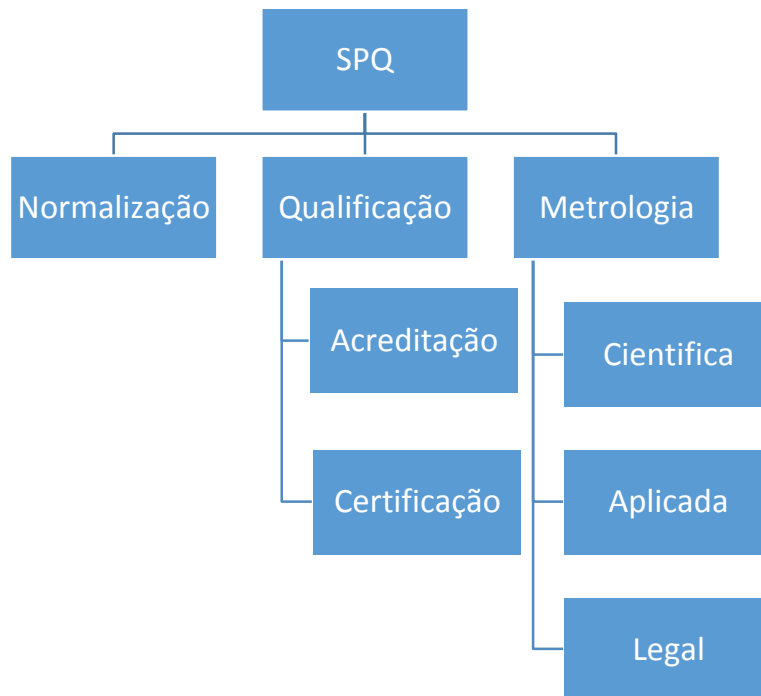 SPQ
Normalização
Qualificação
Metrologia
Acreditação
Cientifica
Certificação
Aplicada
Legal